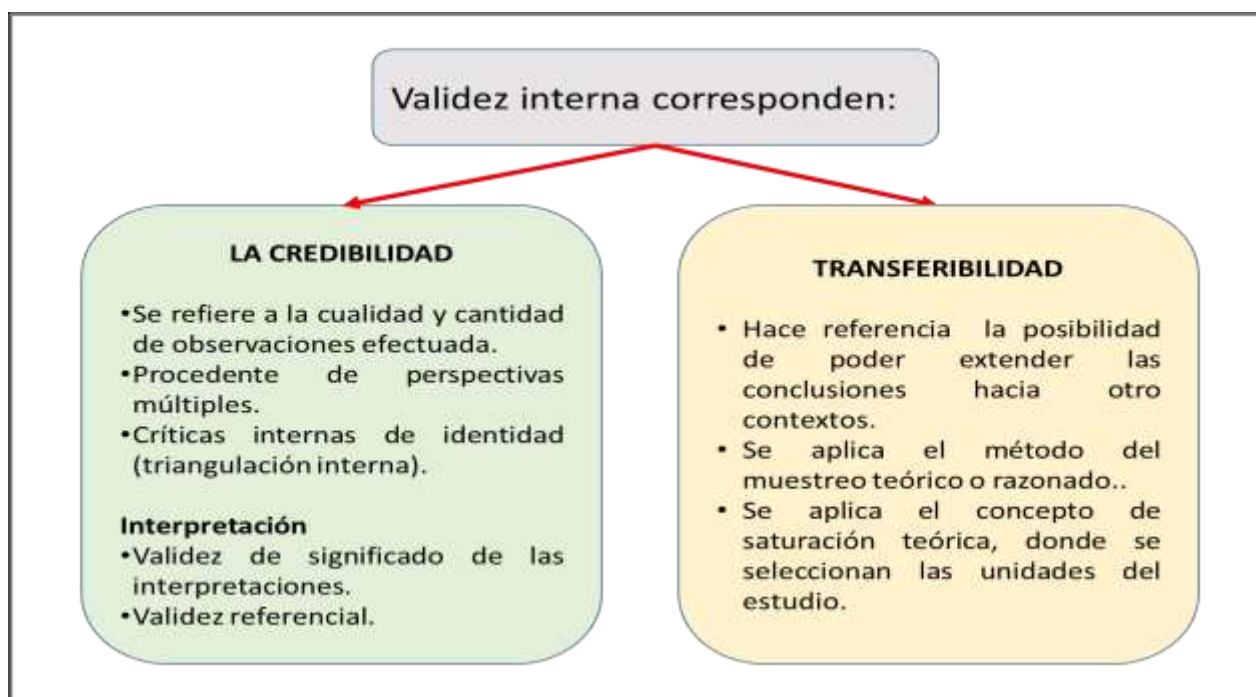 Validez interna corresponden:
LA CREDIBILIDAD
•Se refiere a la cualidad y cantidad
de observaciones efectuada.
•Procedente de perspectivas
múltiples.
•Críticas internas de identidad
(triangulación interna).
Interpretación
•Validez de significado de las
interpretaciones.
•Validez referencial.
TRANSFERIBILIDAD
• Hace referencia la posibilidad
de poder extender las
conclusiones hacia otro
contextos.
• Se aplica el método del
muestreo teórico o razonado..
• Se aplica el concepto de
saturación teórica, donde se
seleccionan las unidades del
estudio.